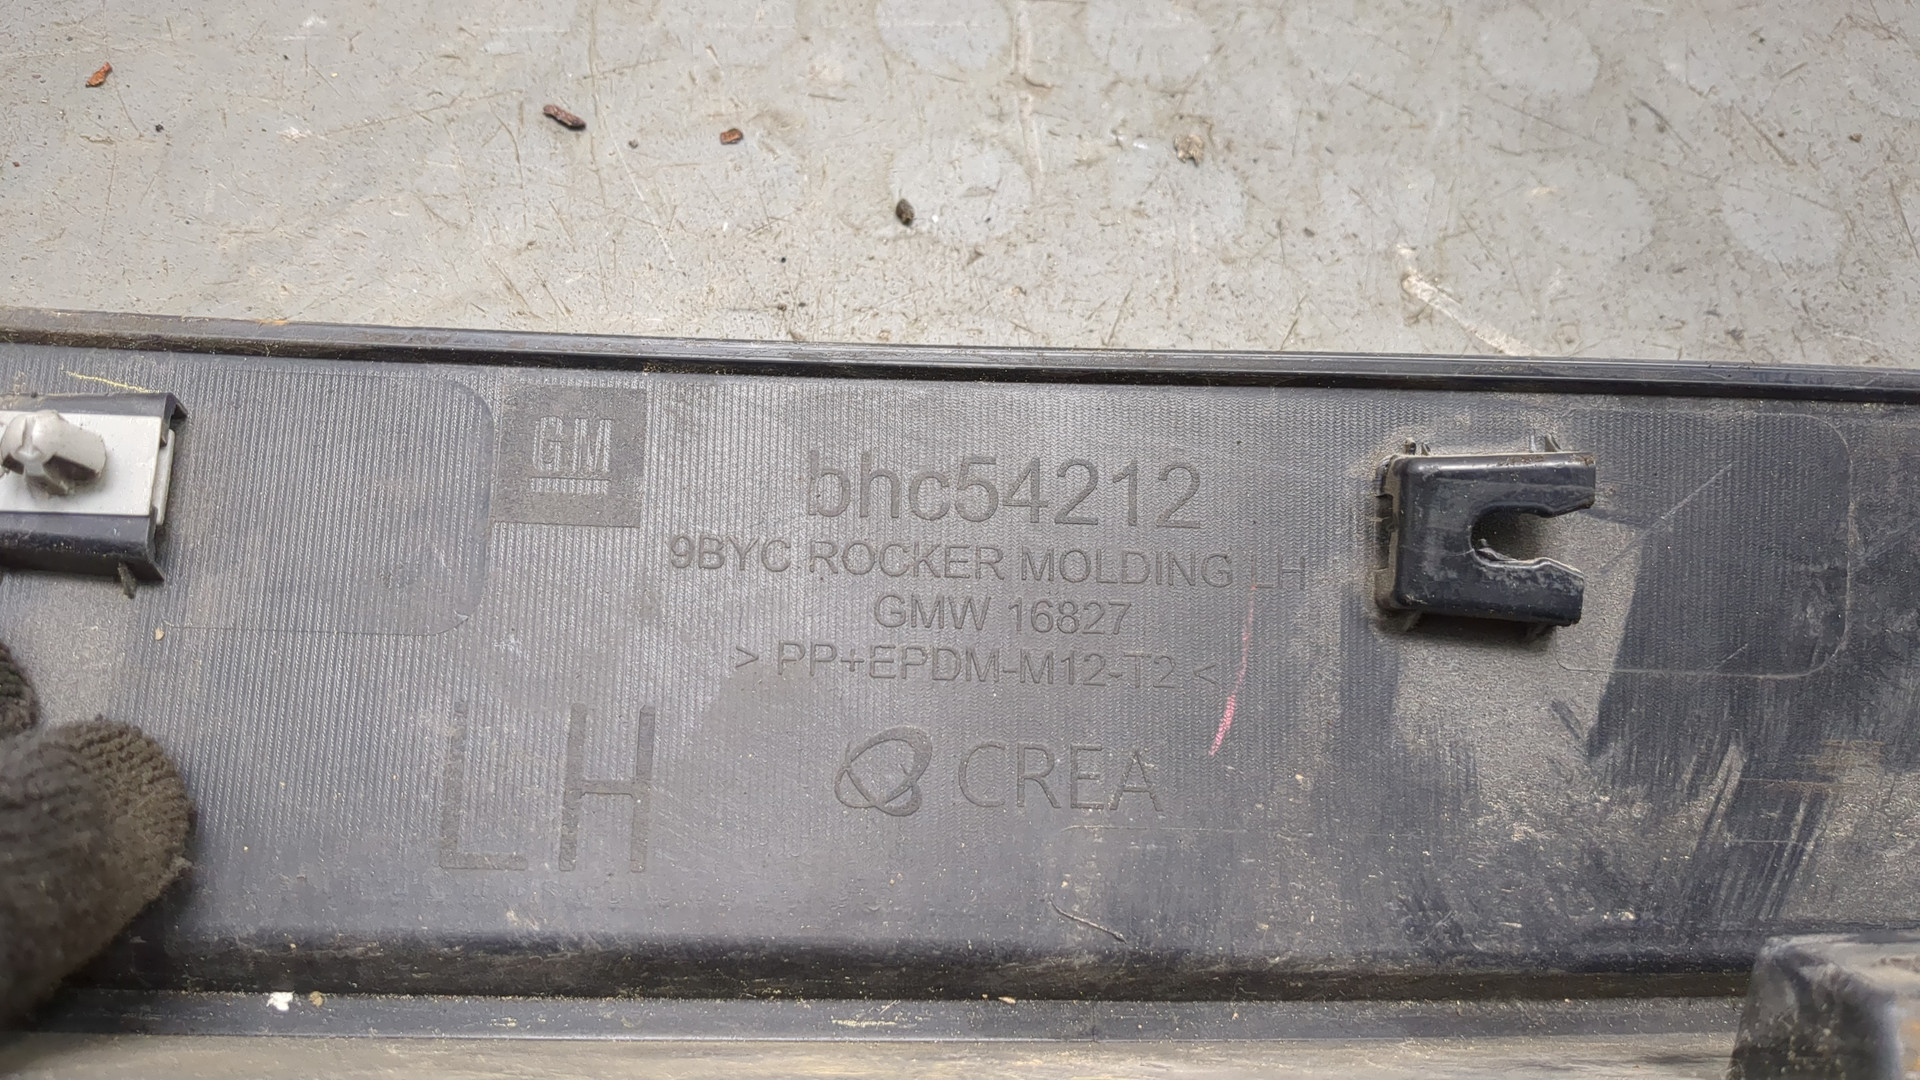 GM
bhc54212
9BYC ROCKER MOLDING LH
GMW 16827
> PP+EPDM-M12-T2 <
LH
CREA